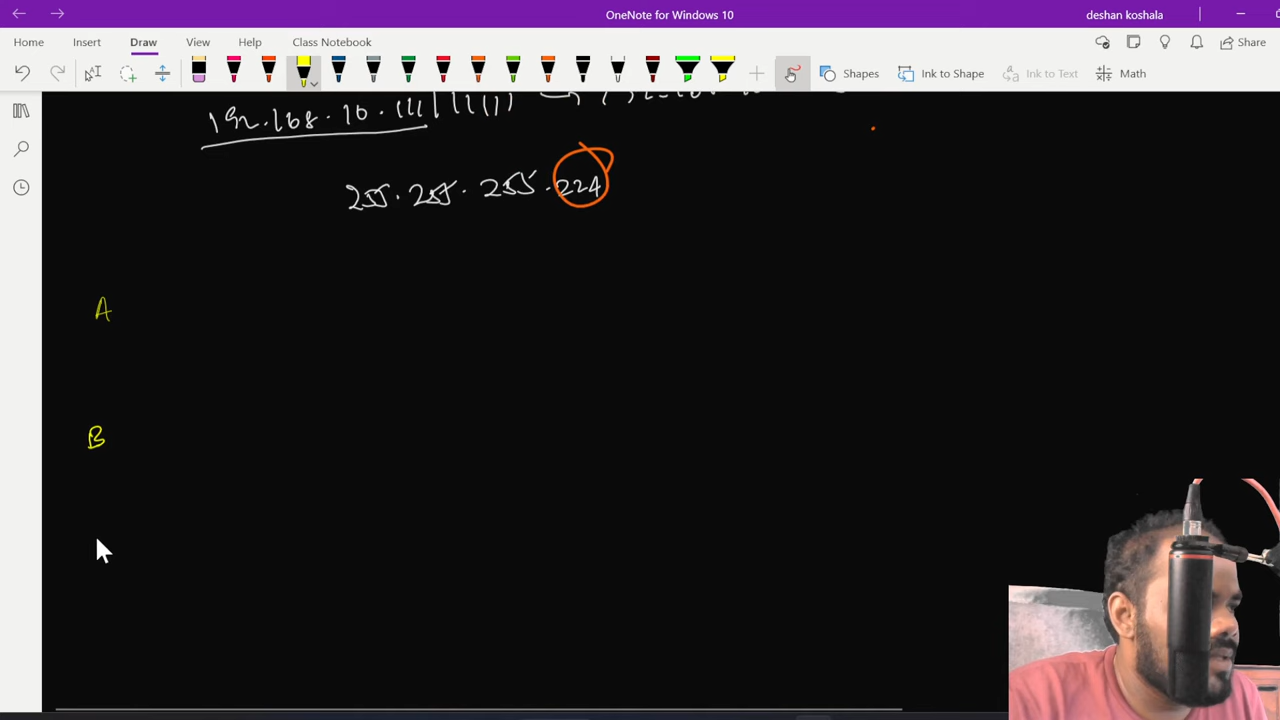 OneNote for Windows 10
deshan koshala
Home Insert Draw View Help Class Notebook
Share
Shapes Ink to Shape Ink to Text Math
192.168.10.111
255.255.255.224
A
B